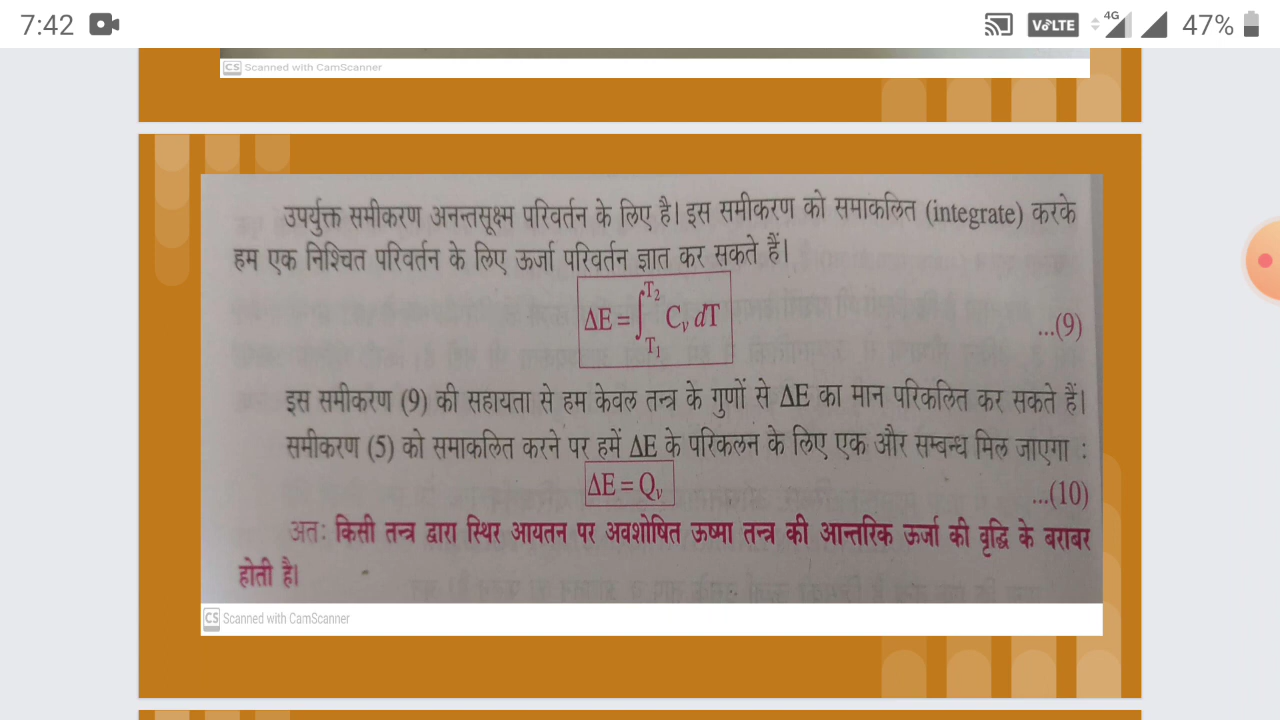 7:42 VoLTE 4G 47%
CS Scanned with CamScanner
उपर्युक्त समीकरण अनन्तसूक्ष्म परिवर्तन के लिए है। इस समीकरण को समाकलित (integrate) करके
हम एक निश्चित परिवर्तन के लिए ऊर्जा परिवर्तन ज्ञात कर सकते हैं।
ΔE = ∫_{T₁}^{T₂} Cᵥ dT ...(9)
इस समीकरण (9) की सहायता से हम केवल तन्त्र के गुणों से ΔE का मान परिकलित कर सकते हैं।
समीकरण (5) को समाकलित करने पर हमें ΔE के परिकलन के लिए एक और सम्बन्ध मिल जाएगा :
ΔE = Qᵥ ...(10)
अतः किसी तन्त्र द्वारा स्थिर आयतन पर अवशोषित ऊष्मा तन्त्र की आन्तरिक ऊर्जा की वृद्धि के बराबर
होती है।
CS Scanned with CamScanner